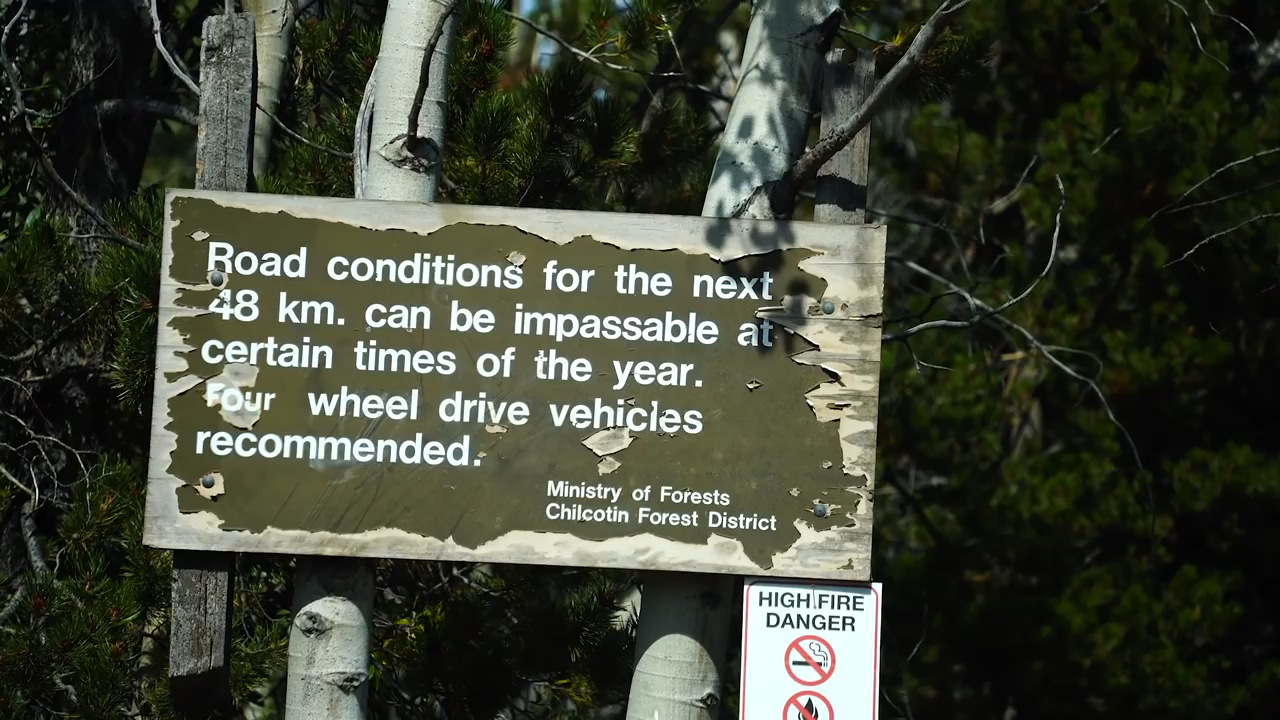 Road conditions for the next
48 km. can be impassable at
certain times of the year.
Four wheel drive vehicles
recommended.
Ministry of Forests
Chilcotin Forest District
HIGH FIRE
DANGER